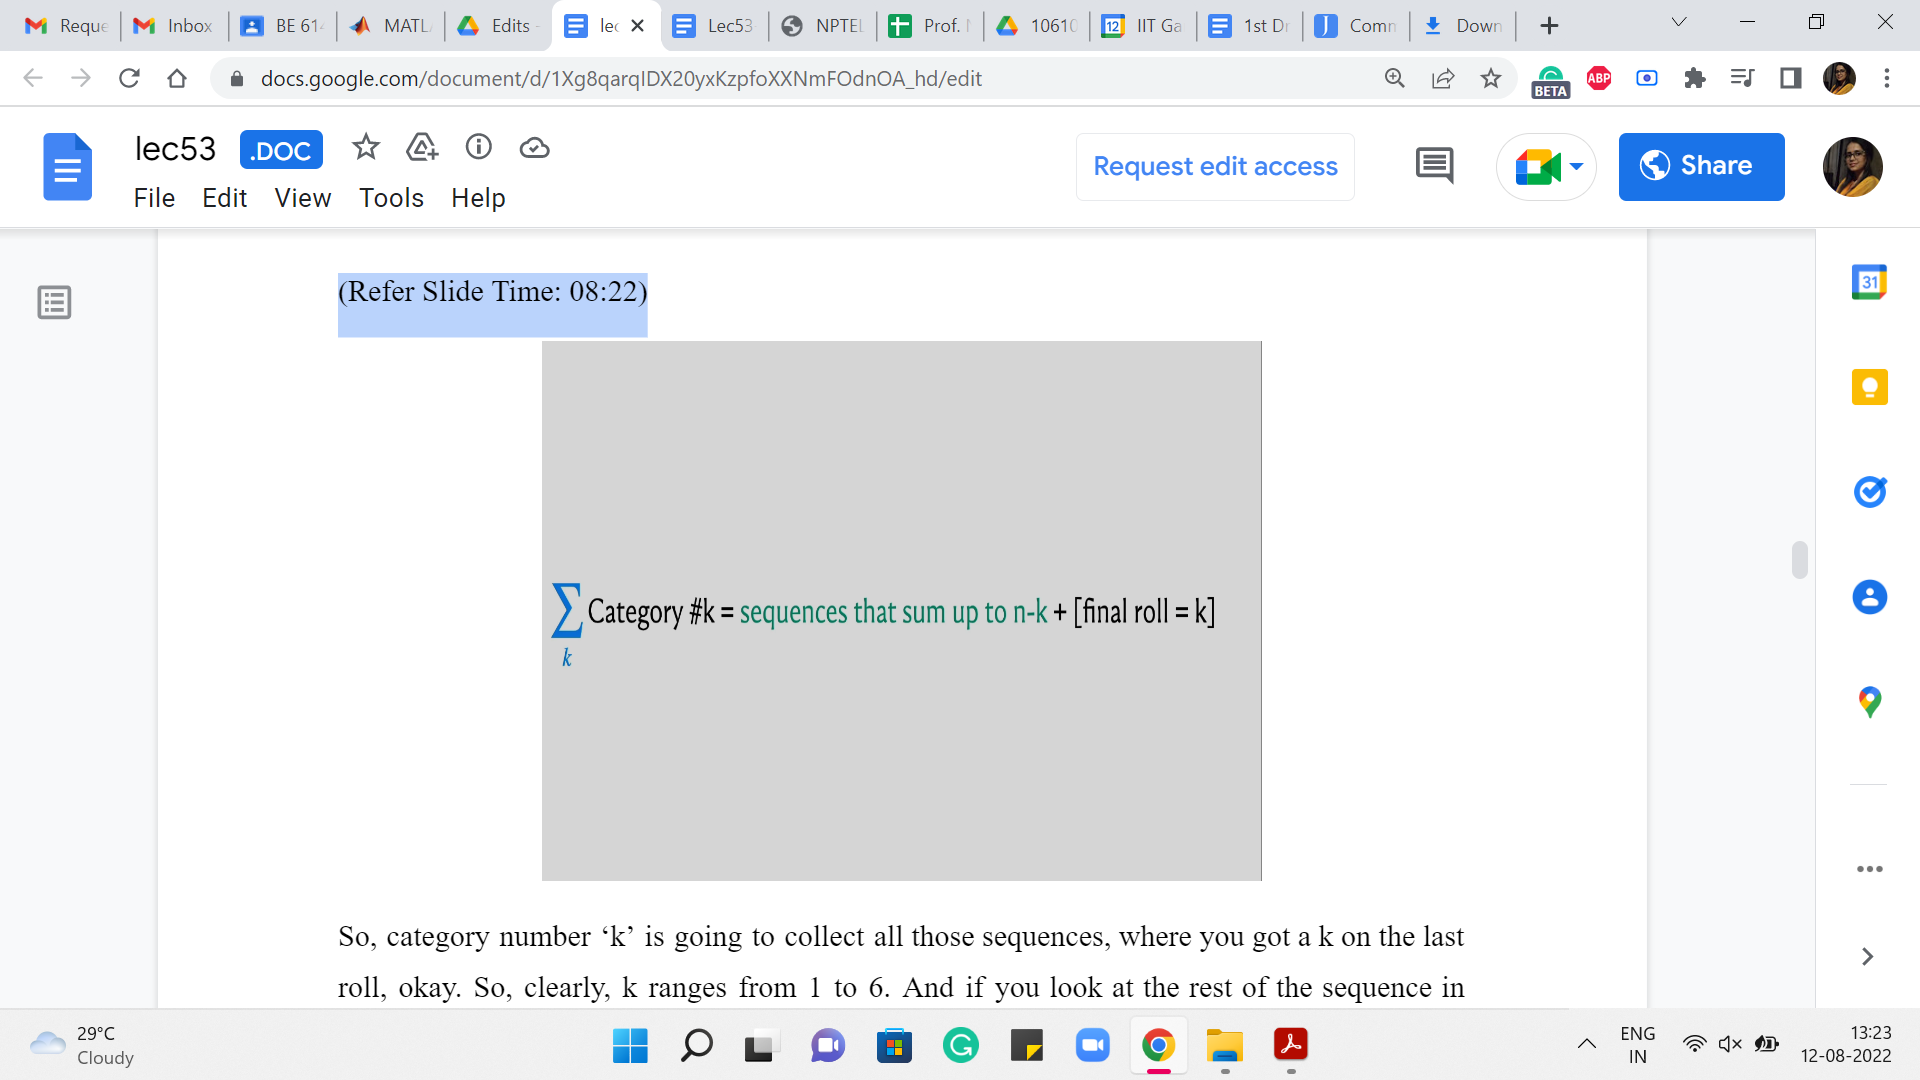 Reque
Inbox
BE 614
MATL
Edits -
lec
Lec53
NPTEL
Prof. N
10610
IIT Ga
1st Dr
Comm
Down
docs.google.com/document/d/1Xg8qarqIDX20yxKzpfoXXNmFOdnOA_hd/edit
BETA
ABP
lec53
.DOC
File Edit View Tools Help
Request edit access
Share
31
(Refer Slide Time: 08:22)
∑ Category #k = sequences that sum up to n-k + [final roll = k]
k
So, category number ‘k’ is going to collect all those sequences, where you got a k on the last
roll, okay. So, clearly, k ranges from 1 to 6. And if you look at the rest of the sequence in
29°C
Cloudy
ENG
IN
13:23
12-08-2022